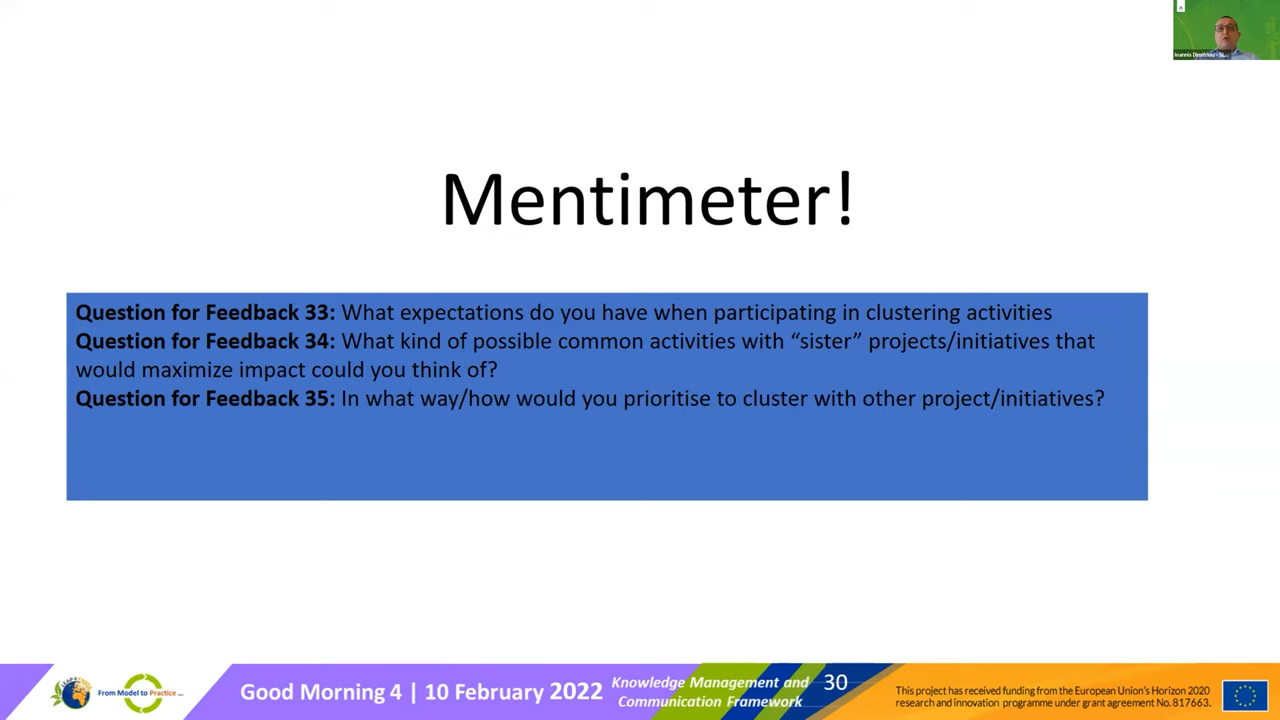 Ioannis Dimitriou - SL...
Mentimeter!
Question for Feedback 33: What expectations do you have when participating in clustering activities
Question for Feedback 34: What kind of possible common activities with “sister” projects/initiatives that
would maximize impact could you think of?
Question for Feedback 35: In what way/how would you prioritise to cluster with other project/initiatives?
From Model to Practice ...
Good Morning 4 | 10 February 2022
Knowledge Management and
Communication Framework
30
This project has received funding from the European Union's Horizon 2020
research and innovation programme under grant agreement No. 817663.